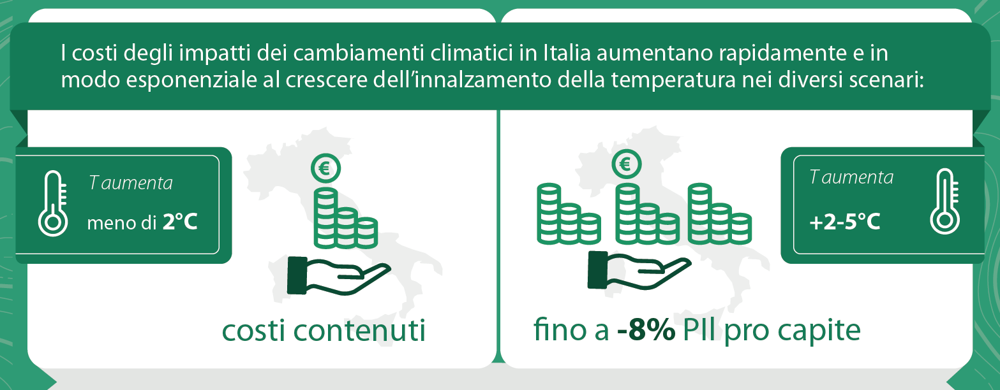 I costi degli impatti dei cambiamenti climatici in Italia aumentano rapidamente e in
modo esponenziale al crescere dell'innalzamento della temperatura nei diversi scenari:
T aumenta
meno di 2°C
€
costi contenuti
€
T aumenta
+2-5°C
fino a -8% PIl pro capite